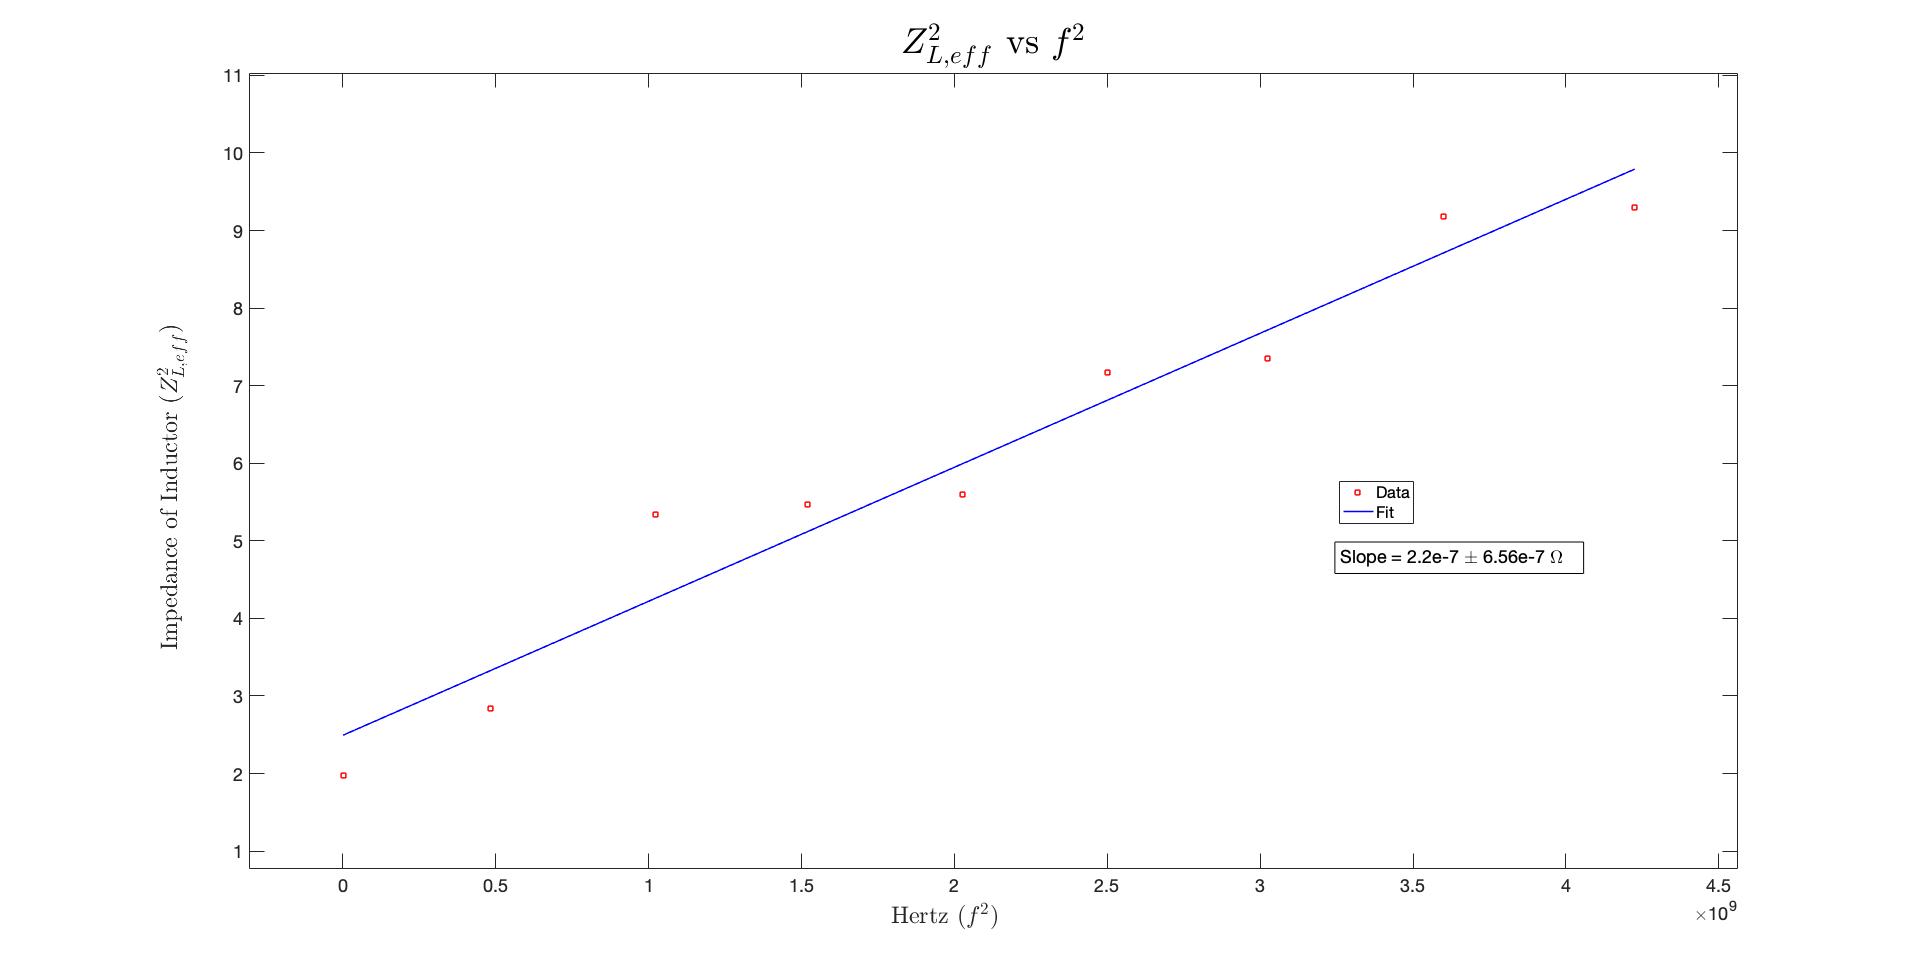 Z²_{L,eff} vs f²
11
10
9
8
7
6
5
4
3
2
1
Impedance of Inductor (Z²_{L,eff})
Data
Fit
Slope = 2.2e-7 ± 6.56e-7 Ω
0 0.5 1 1.5 2 2.5 3 3.5 4 4.5
×10⁹
Hertz (f²)